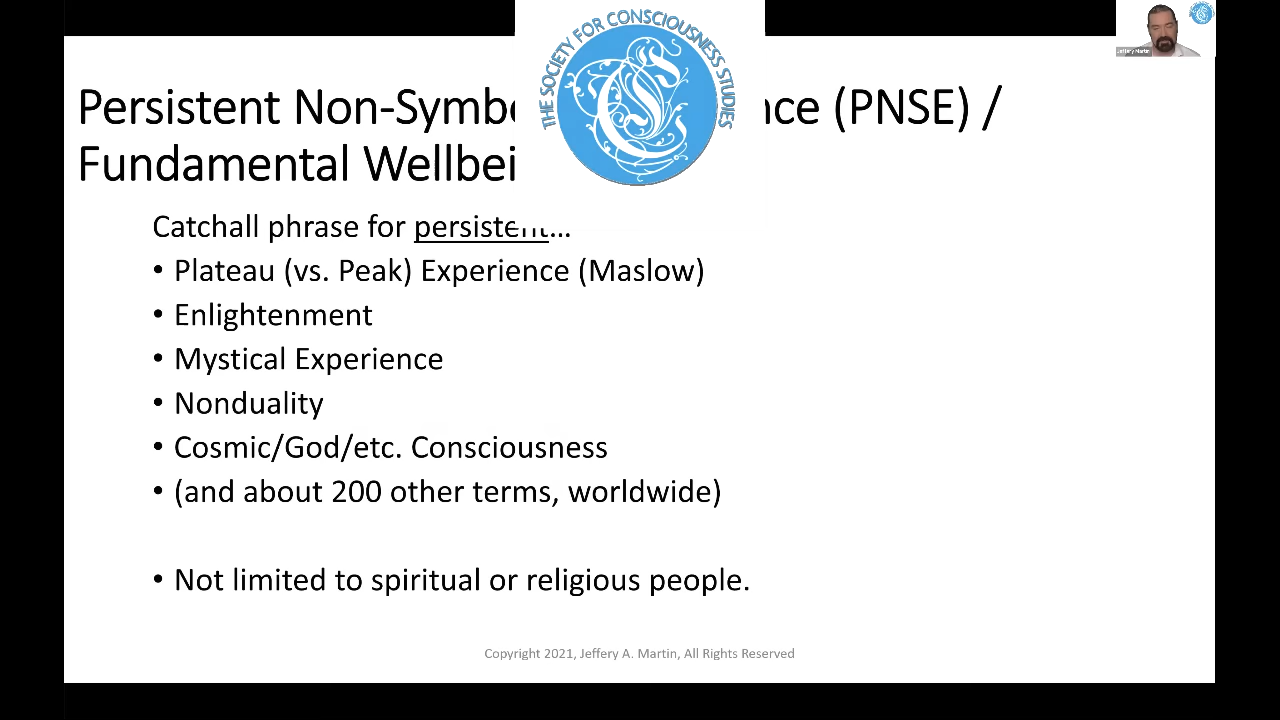 THE SOCIETY FOR CONSCIOUSNESS STUDIES
Jeffery Martin
Persistent Non-Symbo nce (PNSE) /
Fundamental Wellbei
Catchall phrase for persistent...
• Plateau (vs. Peak) Experience (Maslow)
• Enlightenment
• Mystical Experience
• Nonduality
• Cosmic/God/etc. Consciousness
• (and about 200 other terms, worldwide)
• Not limited to spiritual or religious people.
Copyright 2021, Jeffery A. Martin, All Rights Reserved